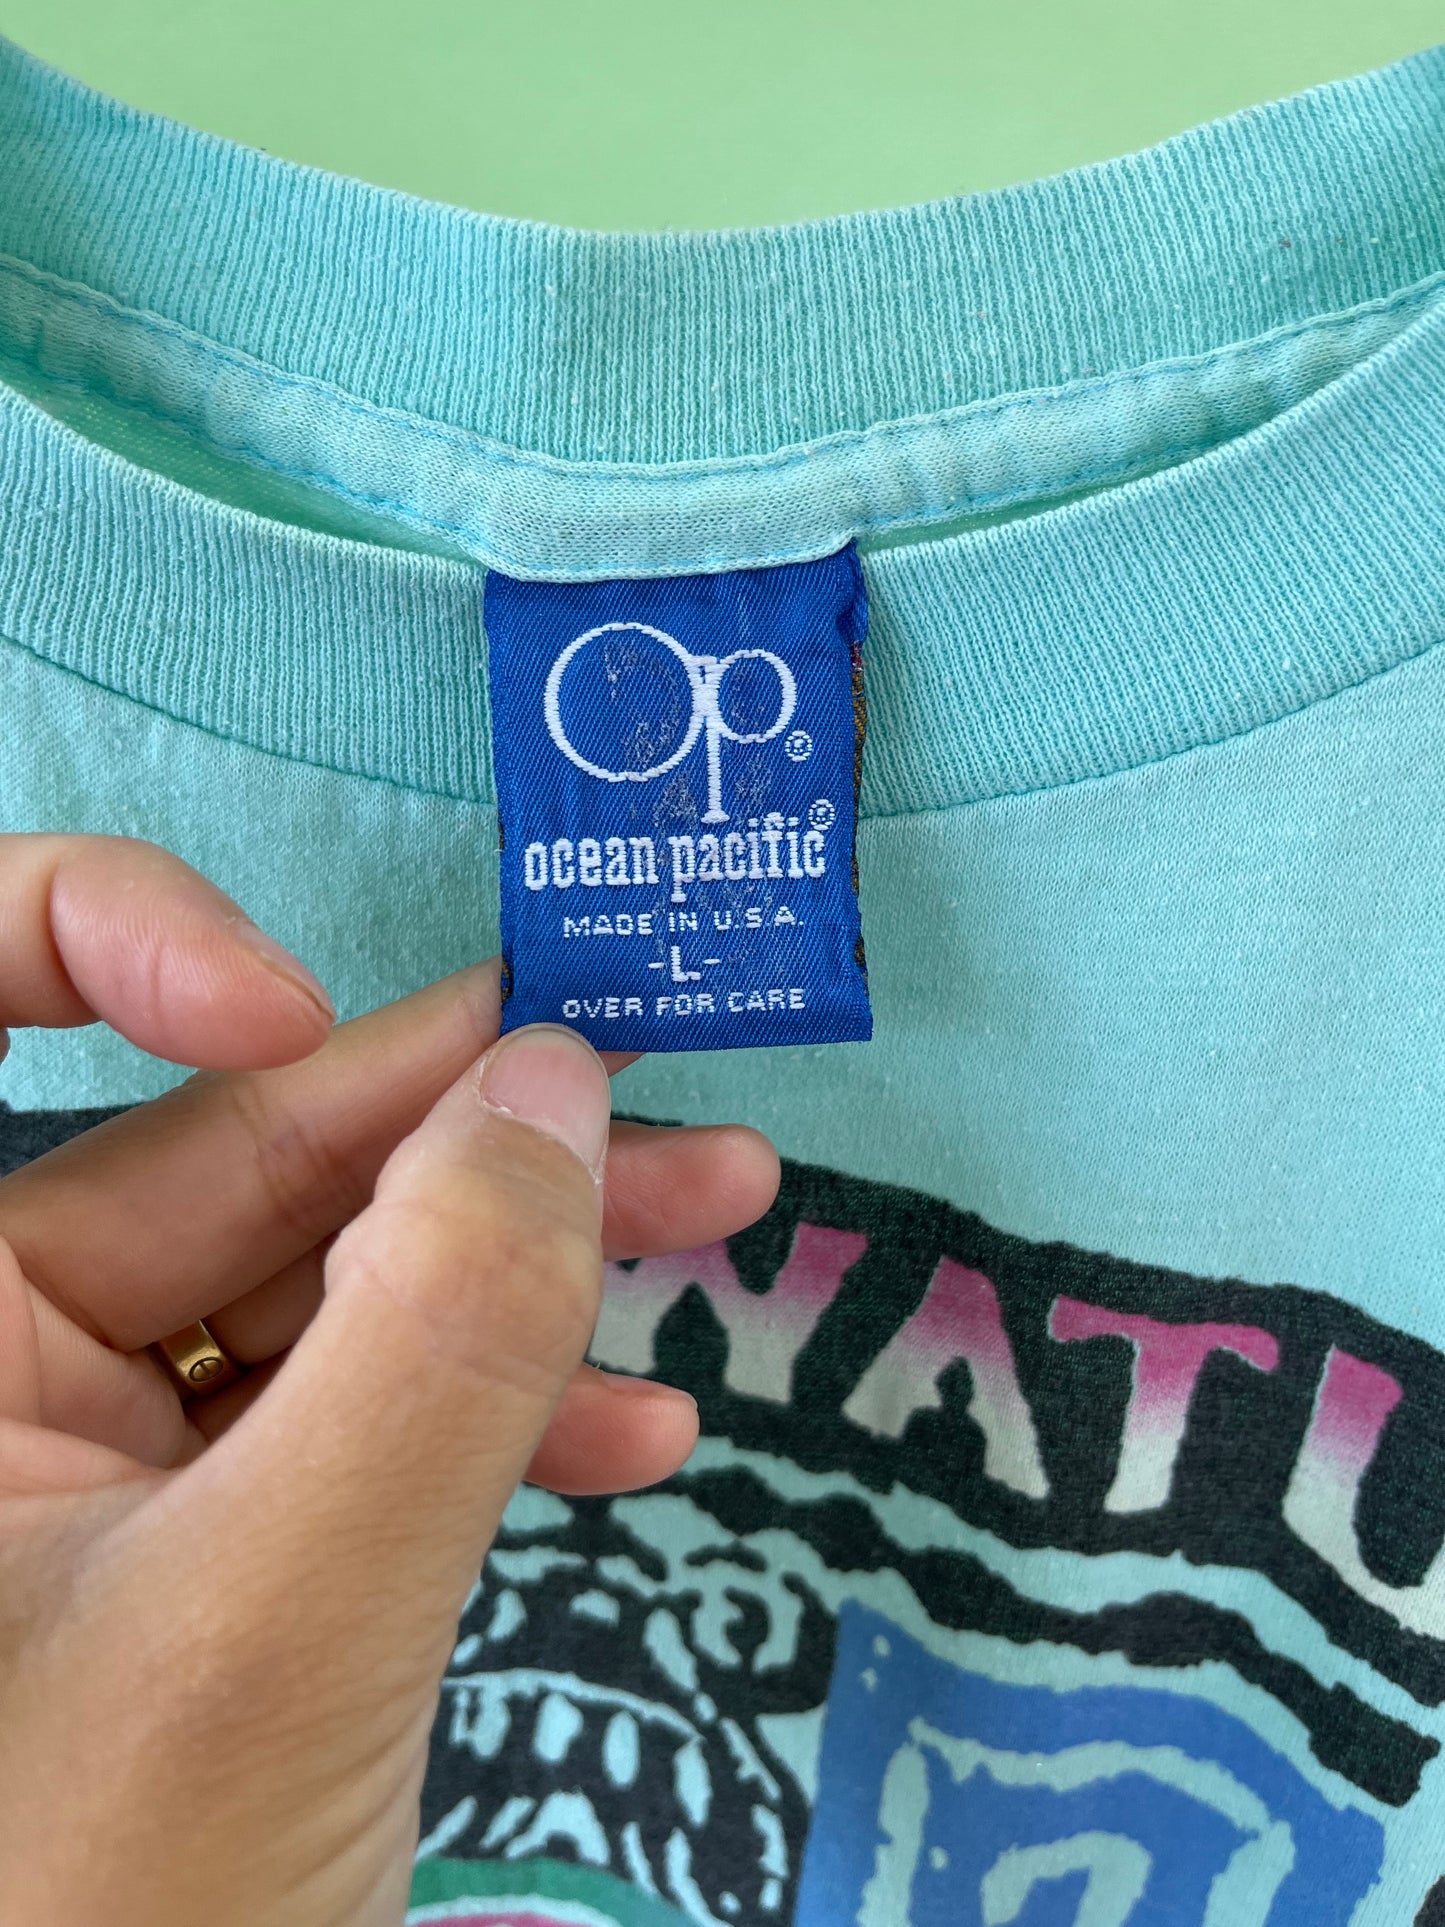 Op®
ocean pacific®
MADE IN U.S.A.
-L-
OVER FOR CARE